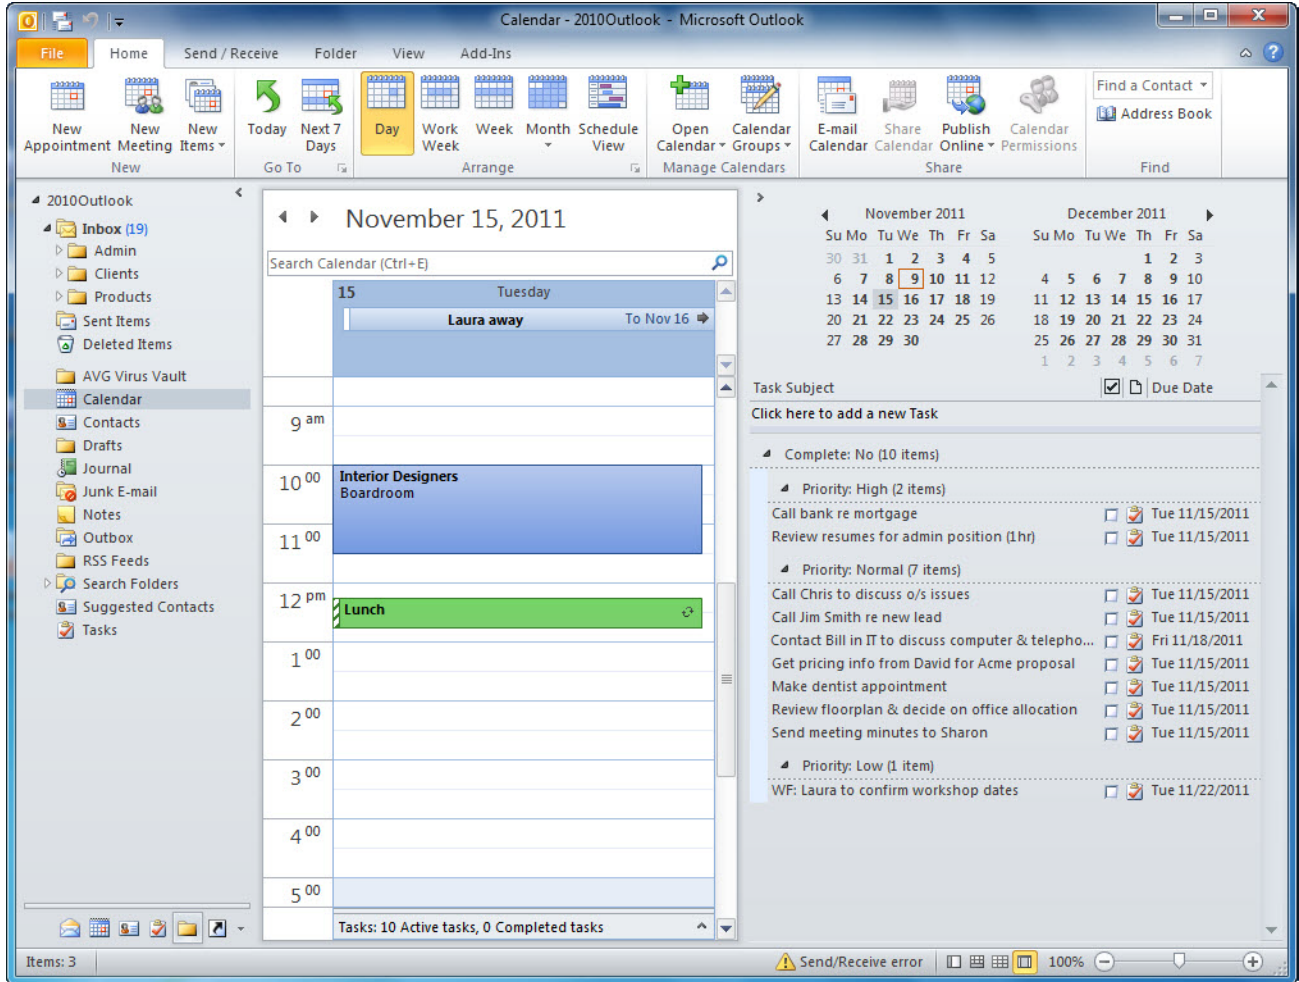 Calendar - 2010Outlook - Microsoft Outlook
File Home Send / Receive Folder View Add-Ins
New Appointment
New Meeting
New Items
New
Today
Next 7 Days
Go To
Day
Work Week
Week
Month
Schedule View
Arrange
Open Calendar
Calendar Groups
Manage Calendars
E-mail Calendar
Share Calendar
Publish Online
Calendar Permissions
Share
Find a Contact
Address Book
Find
2010Outlook
Inbox (19)
Admin
Clients
Products
Sent Items
Deleted Items
AVG Virus Vault
Calendar
Contacts
Drafts
Journal
Junk E-mail
Notes
Outbox
RSS Feeds
Search Folders
Suggested Contacts
Tasks
November 15, 2011
Search Calendar (Ctrl+E)
15 Tuesday
Laura away To Nov 16
9 am
10 00 Interior Designers
Boardroom
11 00
12 pm Lunch
1 00
2 00
3 00
4 00
5 00
Tasks: 10 Active tasks, 0 Completed tasks
November 2011
Su Mo Tu We Th Fr Sa
30 31 1 2 3 4 5
6 7 8 9 10 11 12
13 14 15 16 17 18 19
20 21 22 23 24 25 26
27 28 29 30
December 2011
Su Mo Tu We Th Fr Sa
1 2 3
4 5 6 7 8 9 10
11 12 13 14 15 16 17
18 19 20 21 22 23 24
25 26 27 28 29 30 31
1 2 3 4 5 6 7
Task Subject Due Date
Click here to add a new Task
Complete: No (10 items)
Priority: High (2 items)
Call bank re mortgage Tue 11/15/2011
Review resumes for admin position (1hr) Tue 11/15/2011
Priority: Normal (7 items)
Call Chris to discuss o/s issues Tue 11/15/2011
Call Jim Smith re new lead Tue 11/15/2011
Contact Bill in IT to discuss computer & telepho... Fri 11/18/2011
Get pricing info from David for Acme proposal Tue 11/15/2011
Make dentist appointment Tue 11/15/2011
Review floorplan & decide on office allocation Tue 11/15/2011
Send meeting minutes to Sharon Tue 11/15/2011
Priority: Low (1 item)
WF: Laura to confirm workshop dates Tue 11/22/2011
Items: 3
Send/Receive error
100%